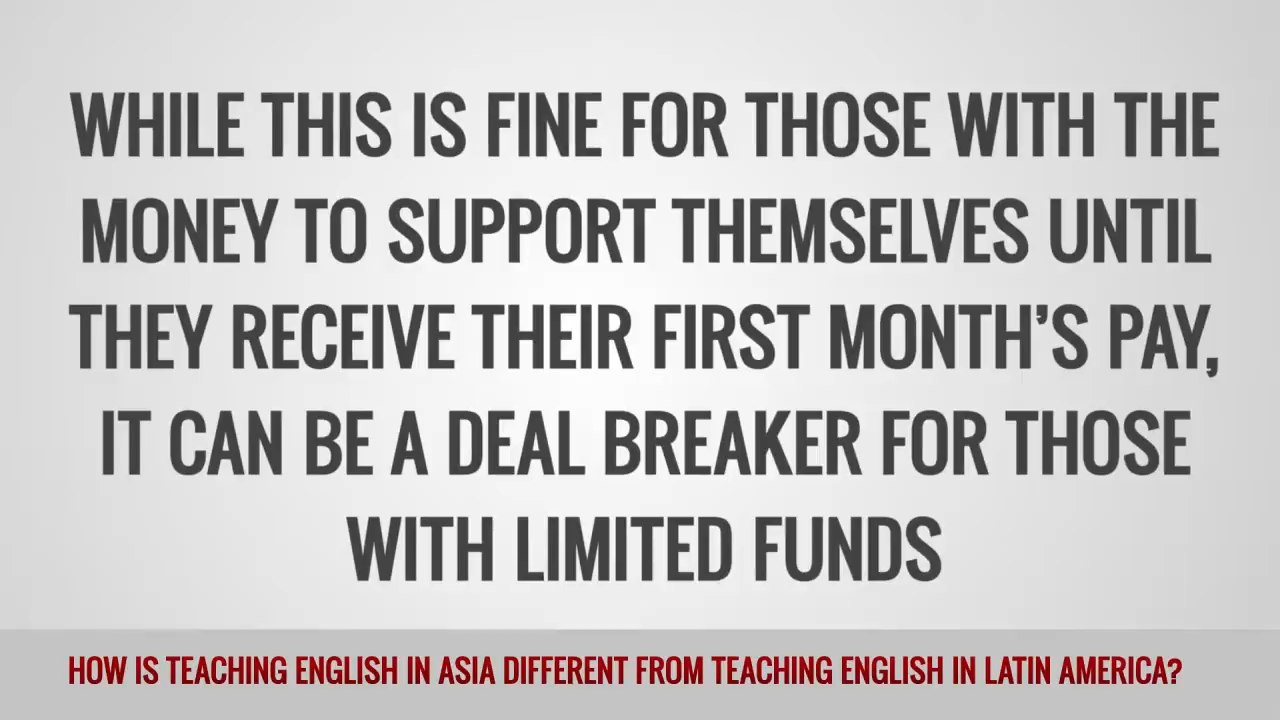 WHILE THIS IS FINE FOR THOSE WITH THE
MONEY TO SUPPORT THEMSELVES UNTIL
THEY RECEIVE THEIR FIRST MONTH'S PAY,
IT CAN BE A DEAL BREAKER FOR THOSE
WITH LIMITED FUNDS
HOW IS TEACHING ENGLISH IN ASIA DIFFERENT FROM TEACHING ENGLISH IN LATIN AMERICA?